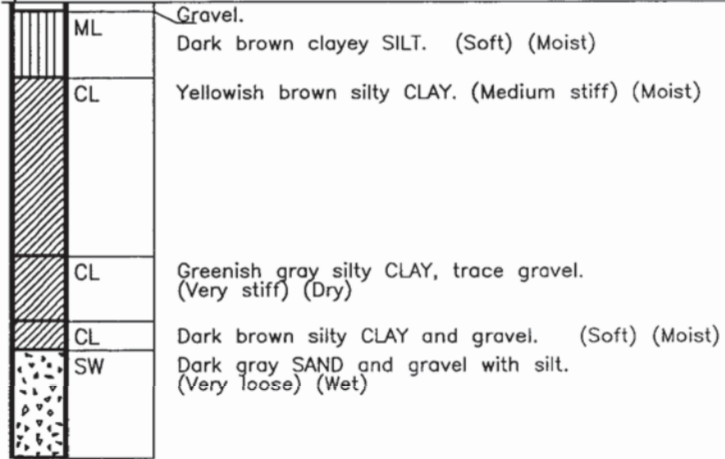 Gravel.
ML
Dark brown clayey SILT. (Soft) (Moist)
CL
Yellowish brown silty CLAY. (Medium stiff) (Moist)
CL
Greenish gray silty CLAY, trace gravel.
(Very stiff) (Dry)
CL
Dark brown silty CLAY and gravel. (Soft) (Moist)
SW
Dark gray SAND and gravel with silt.
(Very loose) (Wet)